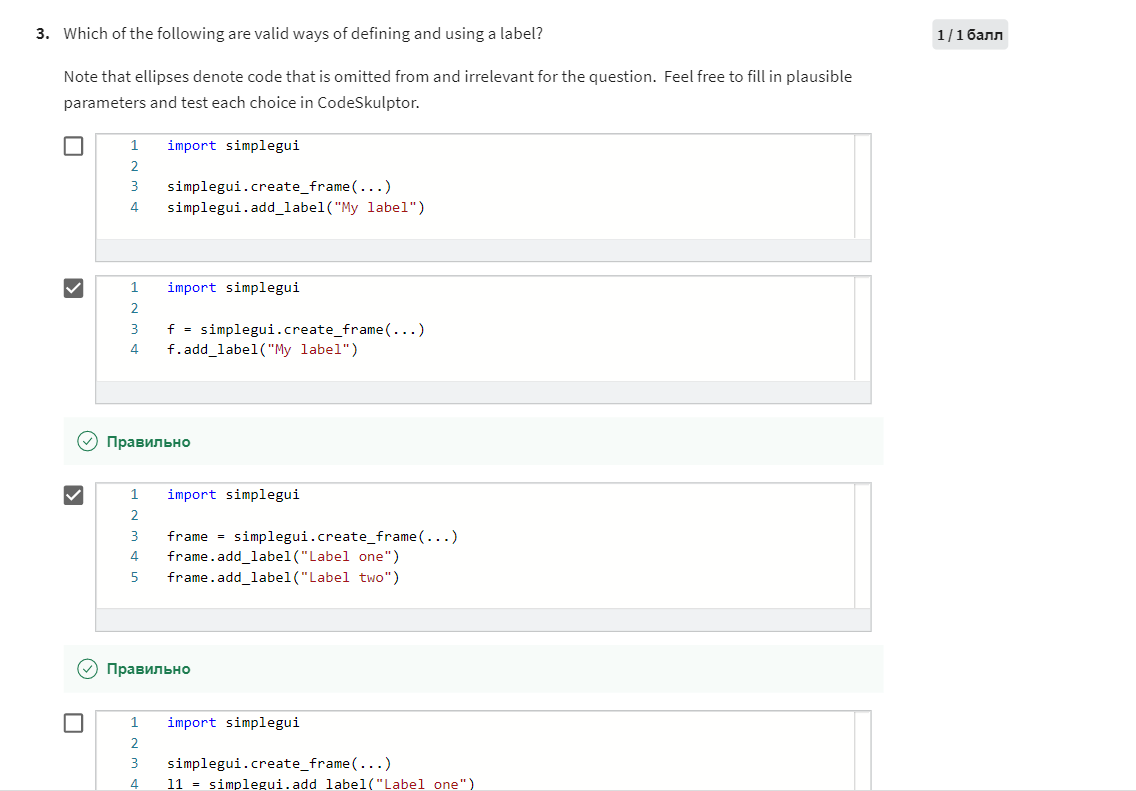 3. Which of the following are valid ways of defining and using a label?
1 / 1 балл
Note that ellipses denote code that is omitted from and irrelevant for the question. Feel free to fill in plausible
parameters and test each choice in CodeSkulptor.
1 import simplegui
2
3 simplegui.create_frame(...)
4 simplegui.add_label("My label")
1 import simplegui
2
3 f = simplegui.create_frame(...)
4 f.add_label("My label")
Правильно
1 import simplegui
2
3 frame = simplegui.create_frame(...)
4 frame.add_label("Label one")
5 frame.add_label("Label two")
Правильно
1 import simplegui
2
3 simplegui.create_frame(...)
4 l1 = simplegui.add_label("Label one")